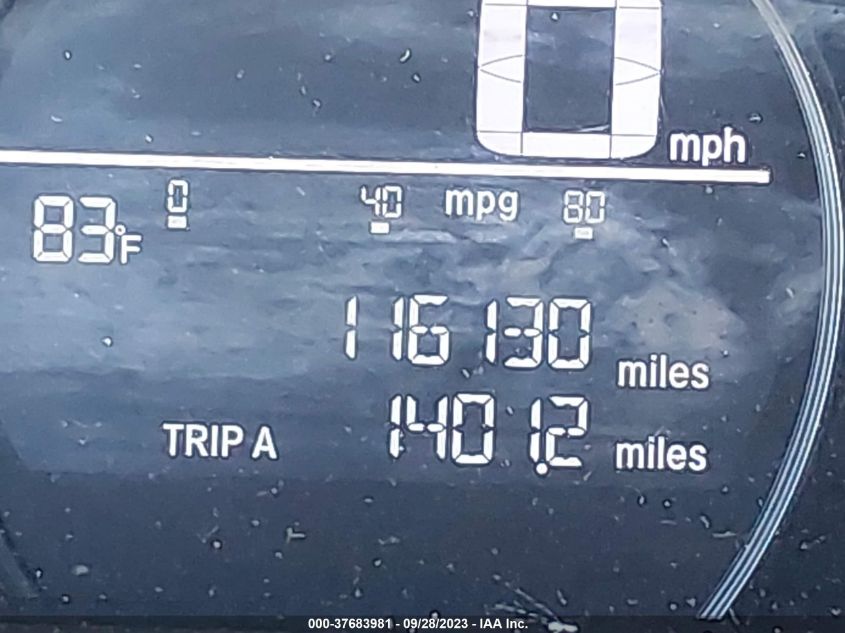 0 mph
0 40 mpg 80
83°F
116130 miles
TRIP A 1401.2 miles
000-37683981 - 09/28/2023 - IAA Inc.